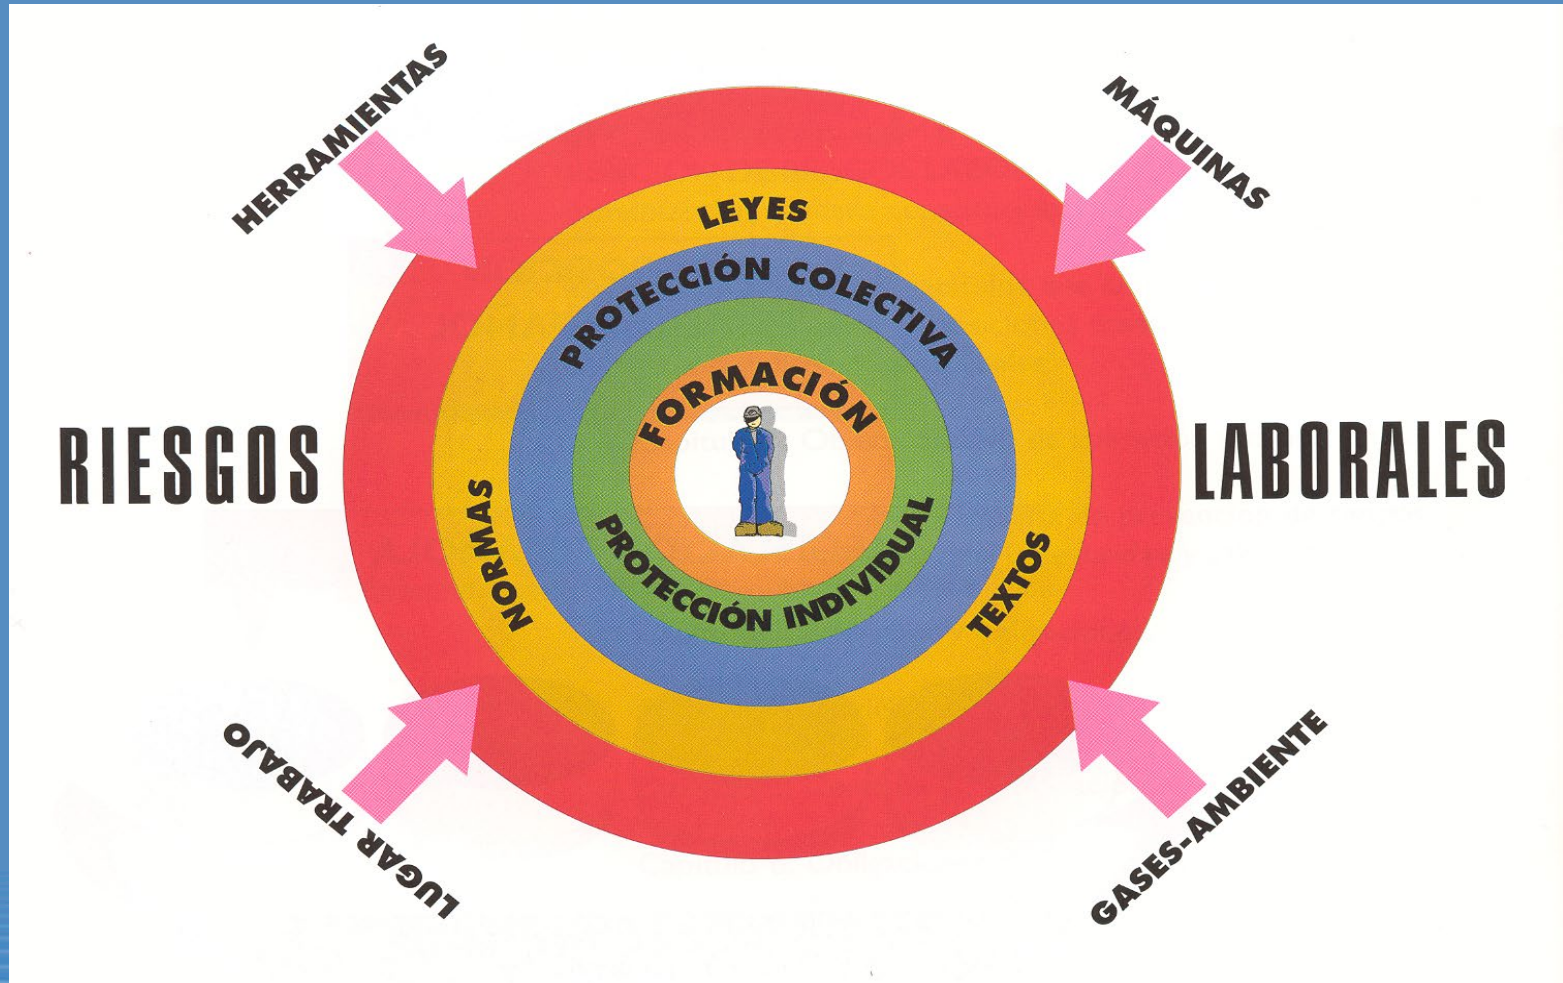 HERRAMIENTAS
MÁQUINAS
LEYES
PROTECCIÓN COLECTIVA
FORMACIÓN
RIESGOS
LABORALES
NORMAS
PROTECCIÓN INDIVIDUAL
TEXTOS
LUGAR TRABAJO
GASES-AMBIENTE